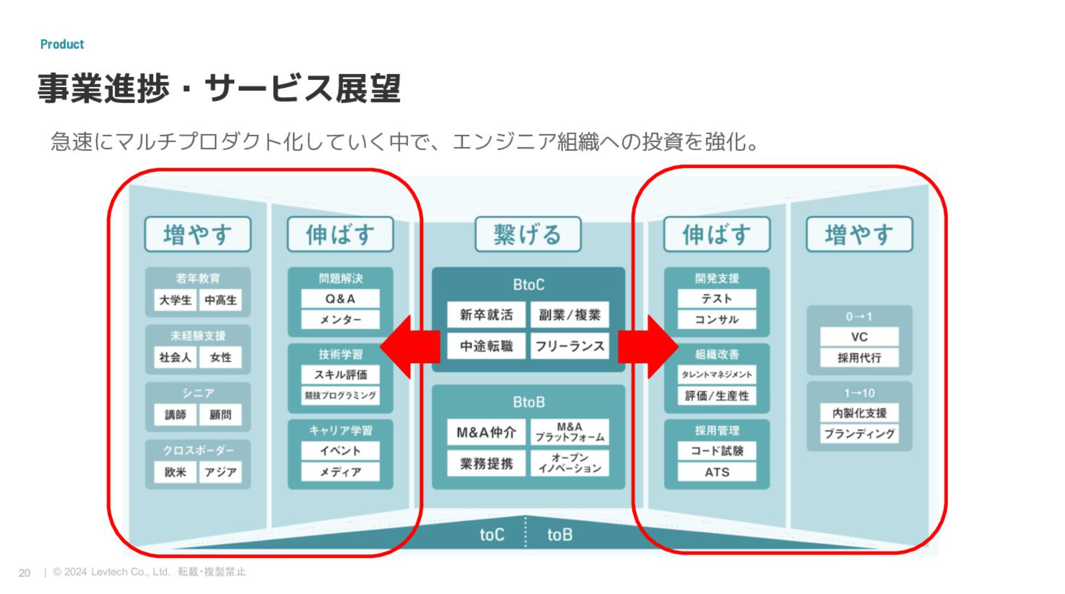 Product
事業進捗・サービス展望
急速にマルチプロダクト化していく中で、エンジニア組織への投資を強化。
増やす
若年教育
大学生 中高生
未経験支援
社会人 女性
シニア
講師 顧問
クロスボーダー
欧米 アジア
伸ばす
問題解決
Q&A
メンター
技術学習
スキル評価
競技プログラミング
キャリア学習
イベント
メディア
繋げる
BtoC
新卒就活 副業/複業
中途転職 フリーランス
BtoB
M&A仲介 M&A
プラットフォーム
業務提携 オープン
イノベーション
伸ばす
開発支援
テスト
コンサル
組織改善
タレントマネジメント
評価/生産性
採用管理
コード試験
ATS
増やす
0→1
VC
採用代行
1→10
内製化支援
ブランディング
toC toB
20 | © 2024 Levtech Co., Ltd. 転載・複製禁止